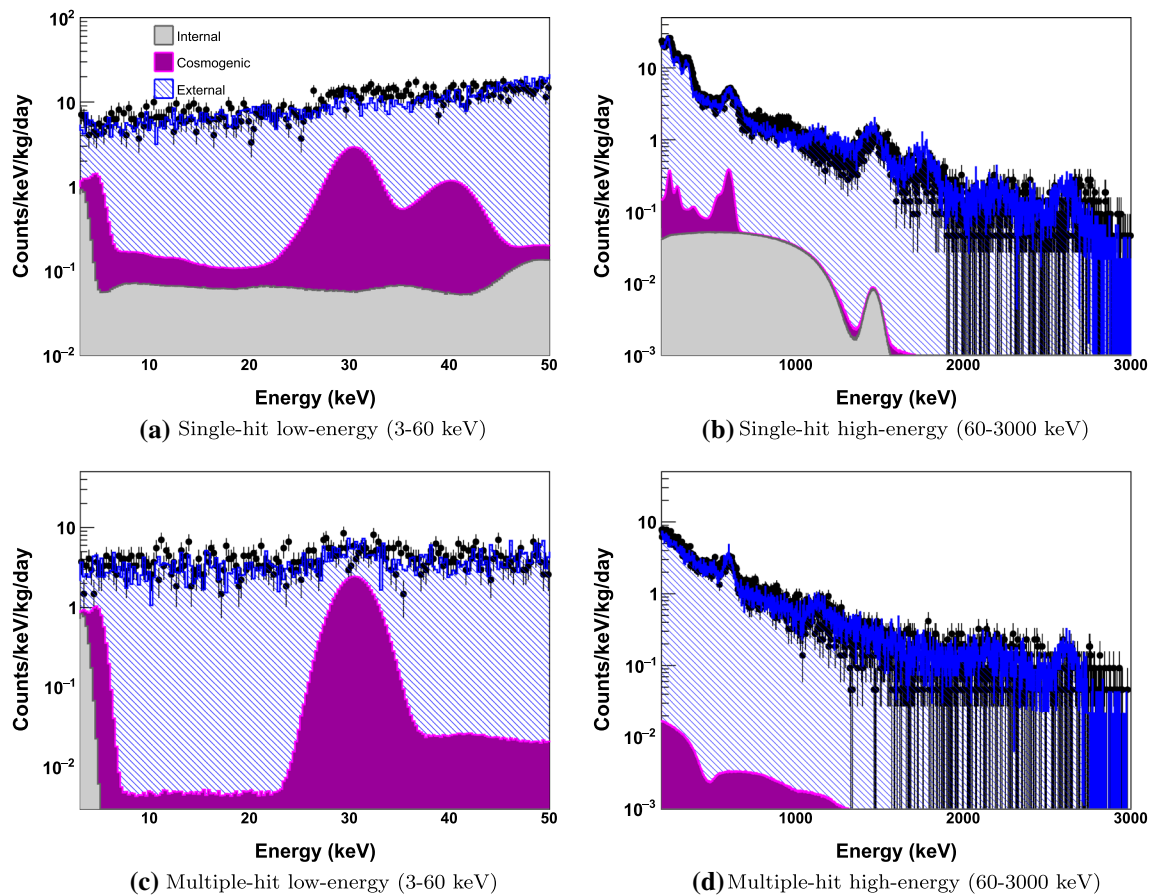 10²
10
1
10⁻¹
10⁻²
Counts/keV/kg/day
Internal
Cosmogenic
External
10 20 30 40 50
Energy (keV)
(a) Single-hit low-energy (3-60 keV)
10
1
10⁻¹
10⁻²
10⁻³
Counts/keV/kg/day
1000 2000 3000
Energy (keV)
(b) Single-hit high-energy (60-3000 keV)
10
1
10⁻¹
10⁻²
Counts/keV/kg/day
10 20 30 40 50
Energy (keV)
(c) Multiple-hit low-energy (3-60 keV)
10
1
10⁻¹
10⁻²
10⁻³
Counts/keV/kg/day
1000 2000 3000
Energy (keV)
(d) Multiple-hit high-energy (60-3000 keV)